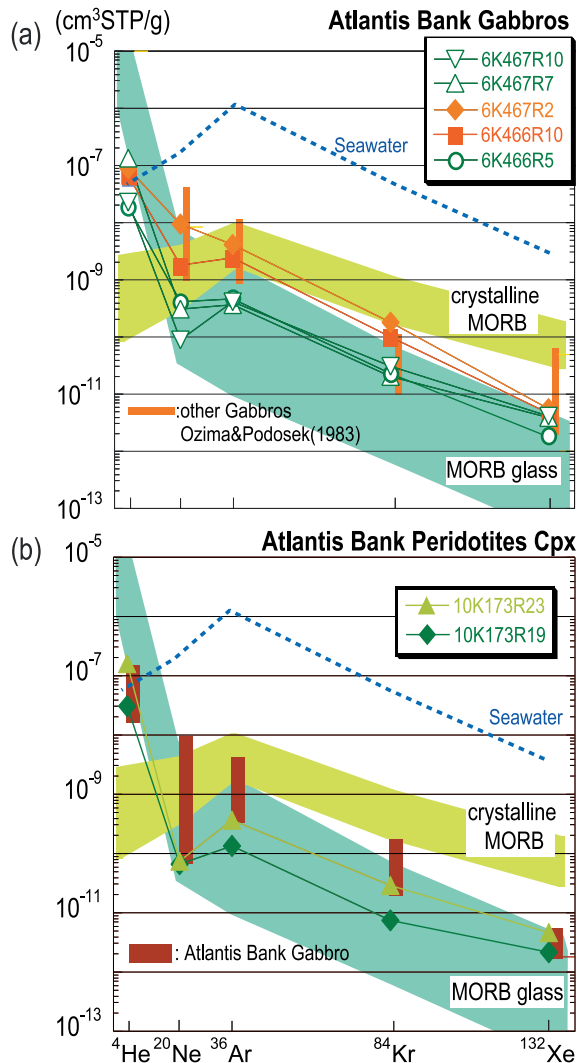 (a)
(cm³STP/g)
Atlantis Bank Gabbros
10⁻⁵
6K467R10
6K467R7
6K467R2
6K466R10
6K466R5
Seawater
10⁻⁷
10⁻⁹
crystalline
MORB
10⁻¹¹
:other Gabbros
Ozima&Podosek(1983)
MORB glass
10⁻¹³
(b)
Atlantis Bank Peridotites Cpx
10⁻⁵
10K173R23
10K173R19
10⁻⁷
Seawater
10⁻⁹
crystalline
MORB
10⁻¹¹
: Atlantis Bank Gabbro
MORB glass
10⁻¹³
⁴He ²⁰Ne ³⁶Ar ⁸⁴Kr ¹³²Xe